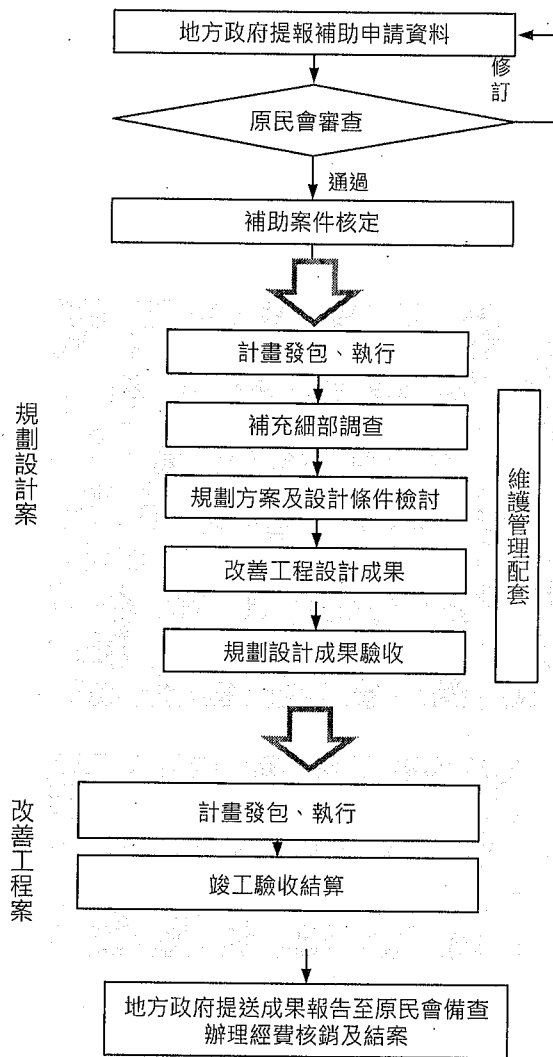 地方政府提報補助申請資料
修訂
原民會審查
通過
補助案件核定
規劃設計案
計畫發包、執行
補充細部調查
規劃方案及設計條件檢討
改善工程設計成果
規劃設計成果驗收
維護管理配套
改善工程案
計畫發包、執行
竣工驗收結算
地方政府提送成果報告至原民會備查
辦理經費核銷及結案